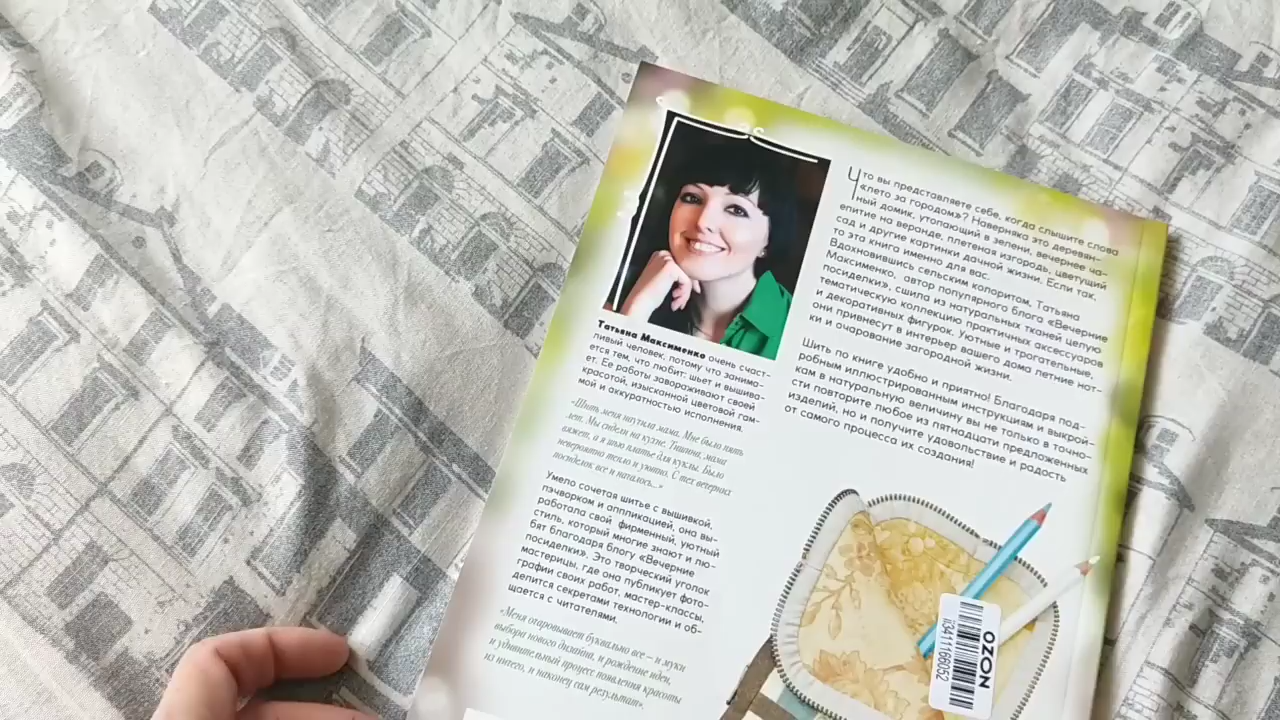 Татьяна Максименко очень счаст-
ливый человек, потому что занима-
ется тем, что любит: шьет и вышива-
ет. Ее работы завораживают своей
красотой, изысканной цветовой гам-
мой и аккуратностью исполнения.
«Шить меня научила мама. Мне было пять
лет. Мы сидели на кухне. Тишина, мама
вяжет, а я шью платье для куклы. Было
невероятно тепло и уютно. С тех вечерних
посиделок все и началось...»
Умело сочетая шитье с вышивкой,
пэчворком и аппликацией, она вы-
работала свой фирменный, уютный
стиль, который многие знают и лю-
бят благодаря блогу «Вечерние
посиделки». Это творческий уголок
мастерицы, где она публикует фото-
графии своих работ, мастер-классы,
делится секретами технологии и об-
щается с читателями.
«Меня очаровывает буквально все – и муки
выбора нового дизайна, и рождение идеи,
и удивительный процесс появления красоты
из ничего, и наконец сам результат».
Что вы представляете себе, когда слышите слова
«лето за городом»? Наверняка это деревян-
ный домик, утопающий в зелени, вечернее ча-
епитие на веранде, плетеная изгородь, цветущий
сад и другие картинки дачной жизни. Если так,
то эта книга именно для вас.
Вдохновившись сельским колоритом, Татьяна
Максименко, автор популярного блога «Вечерние
посиделки», сшила из натуральных тканей целую
тематическую коллекцию практичных аксессуаров
и декоративных фигурок. Уютные и трогательные,
они привнесут в интерьер вашего дома летние нот-
ки и очарование загородной жизни.
Шить по книге удобно и приятно! Благодаря под-
робным иллюстрированным инструкциям и выкрой-
кам в натуральную величину вы не только в точно-
сти повторите любое из пятнадцати предложенных
изделий, но и получите удовольствие и радость
от самого процесса их создания!
OZON